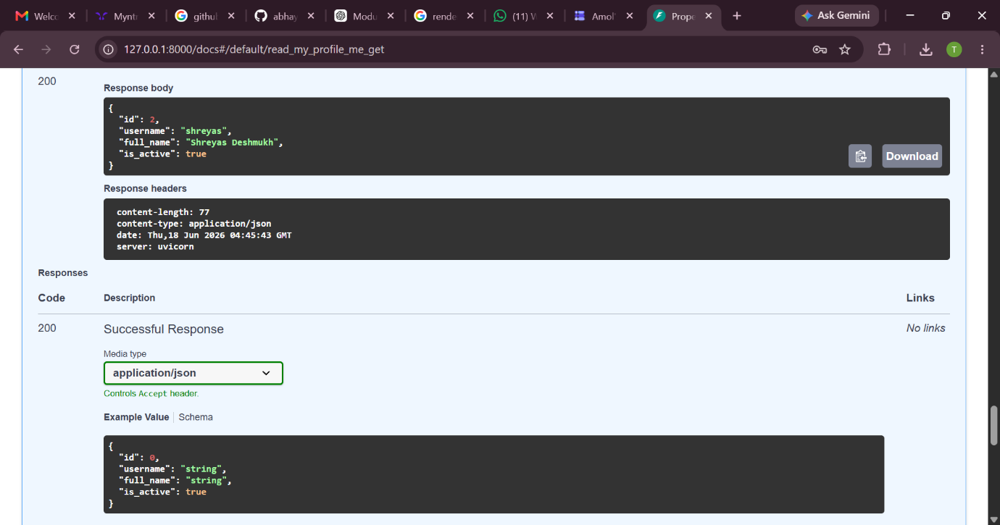 Welco
Myntr
githul
abhay
Modu
rende
(11) W
Amol'
Prope
Ask Gemini
127.0.0.1:8000/docs#/default/read_my_profile_me_get
T
200
Response body
{
"id": 2,
"username": "shreyas",
"full_name": "Shreyas Deshmukh",
"is_active": true
}
Download
Response headers
content-length: 77
content-type: application/json
date: Thu,18 Jun 2026 04:45:43 GMT
server: uvicorn
Responses
Code Description Links
200 Successful Response No links
Media type
application/json
Controls Accept header.
Example Value Schema
{
"id": 0,
"username": "string",
"full_name": "string",
"is_active": true
}